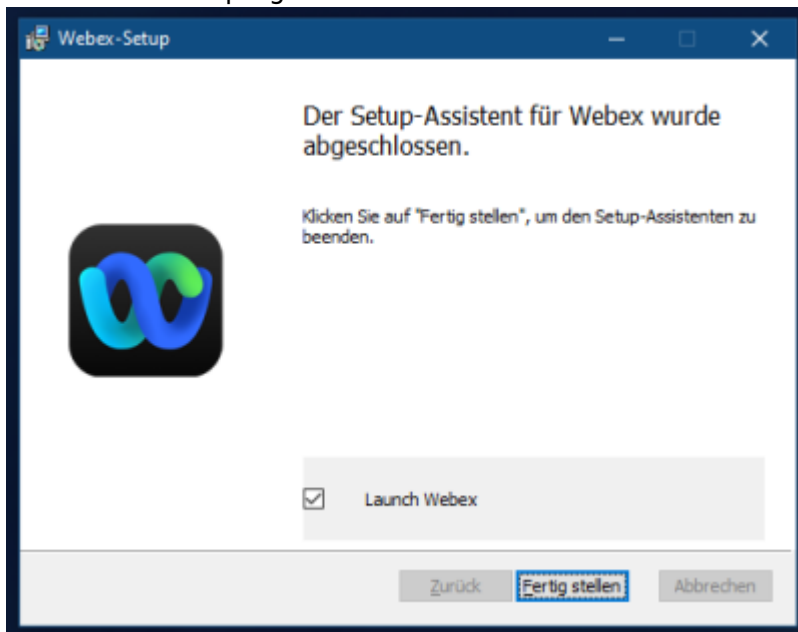 Webex-Setup
Der Setup-Assistent für Webex wurde
abgeschlossen.
Klicken Sie auf "Fertig stellen", um den Setup-Assistenten zu
beenden.
Launch Webex
Zurück Fertig stellen Abbrechen